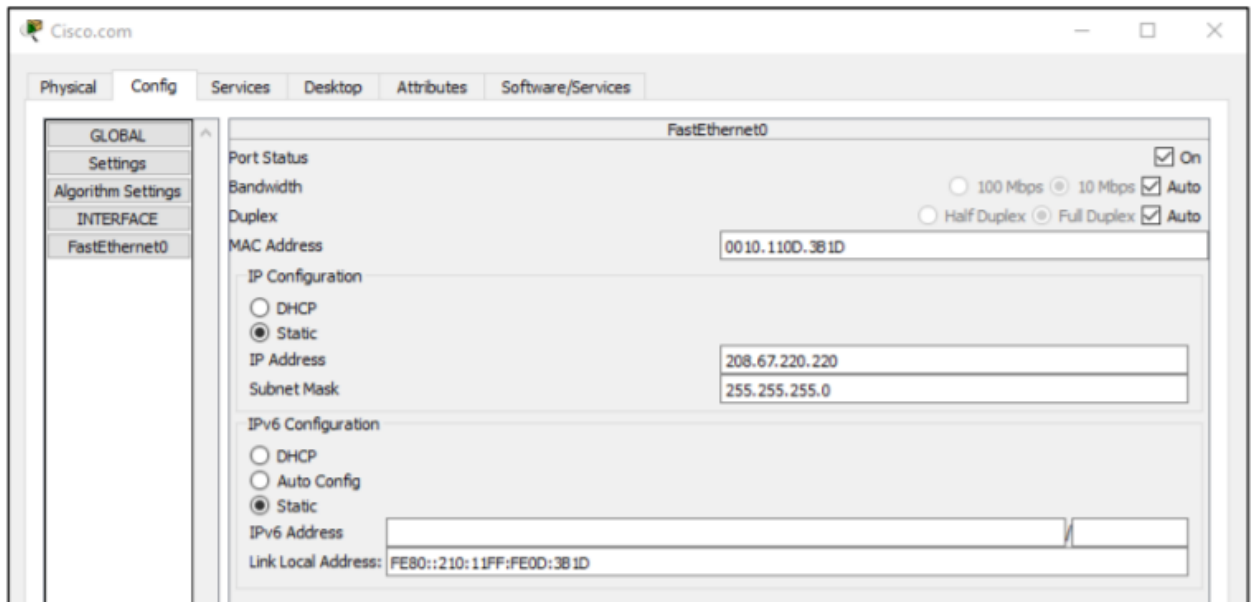 Cisco.com
Physical Config Services Desktop Attributes Software/Services
GLOBAL
Settings
Algorithm Settings
INTERFACE
FastEthernet0
FastEthernet0
Port Status On
Bandwidth 100 Mbps 10 Mbps Auto
Duplex Half Duplex Full Duplex Auto
MAC Address 0010.110D.3B1D
IP Configuration
DHCP
Static
IP Address 208.67.220.220
Subnet Mask 255.255.255.0
IPv6 Configuration
DHCP
Auto Config
Static
IPv6 Address /
Link Local Address: FE80::210:11FF:FE0D:3B1D